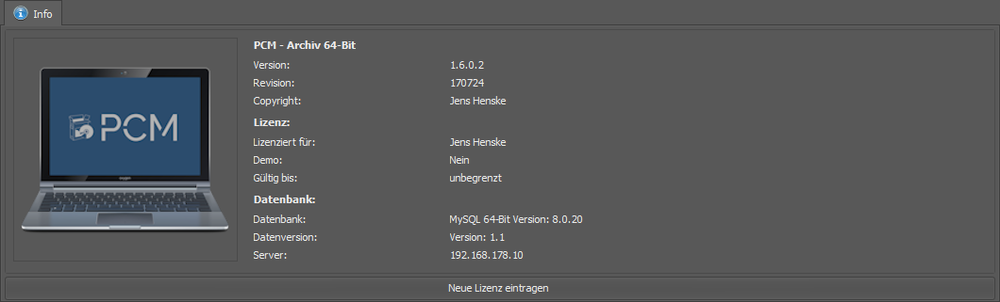 Info
PCM
PCM - Archiv 64-Bit
Version: 1.6.0.2
Revision: 170724
Copyright: Jens Henske
Lizenz:
Lizenziert für: Jens Henske
Demo: Nein
Gültig bis: unbegrenzt
Datenbank:
Datenbank: MySQL 64-Bit Version: 8.0.20
Datenversion: Version: 1.1
Server: 192.168.178.10
Neue Lizenz eintragen